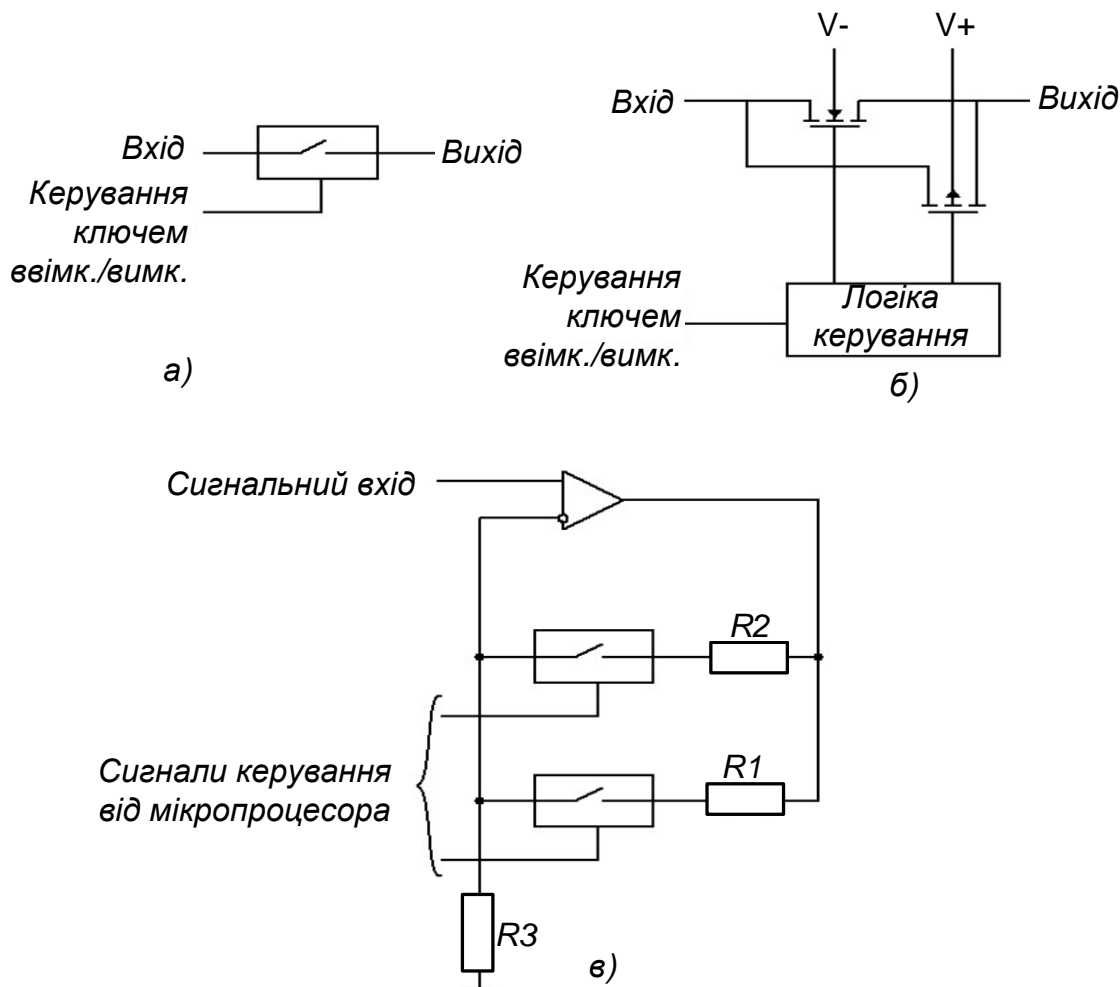 Вхід
Вихід
Керування
ключем
ввімк./вимк.
а)
V-
V+
Вхід
Вихід
Керування
ключем
ввімк./вимк.
Логіка
керування
б)
Сигнальний вхід
R2
R1
Сигнали керування
від мікропроцесора
R3
в)